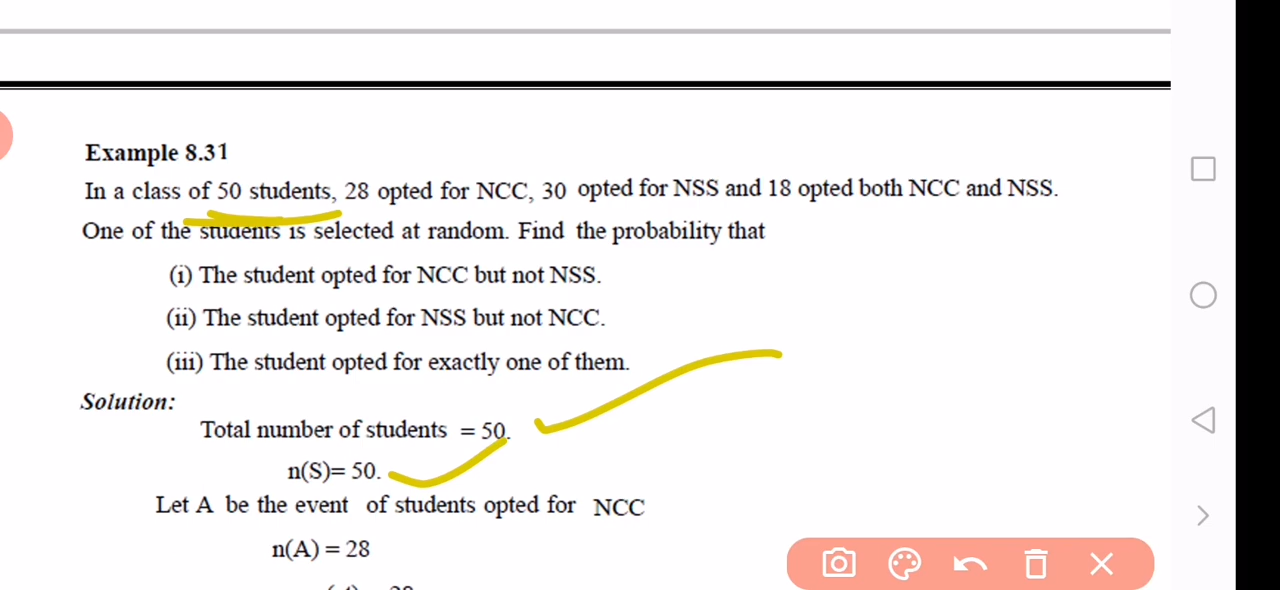 Example 8.31
In a class of 50 students, 28 opted for NCC, 30 opted for NSS and 18 opted both NCC and NSS.
One of the students is selected at random. Find the probability that
(i) The student opted for NCC but not NSS.
(ii) The student opted for NSS but not NCC.
(iii) The student opted for exactly one of them.
Solution:
Total number of students = 50.
n(S)= 50.
Let A be the event of students opted for NCC
n(A) = 28